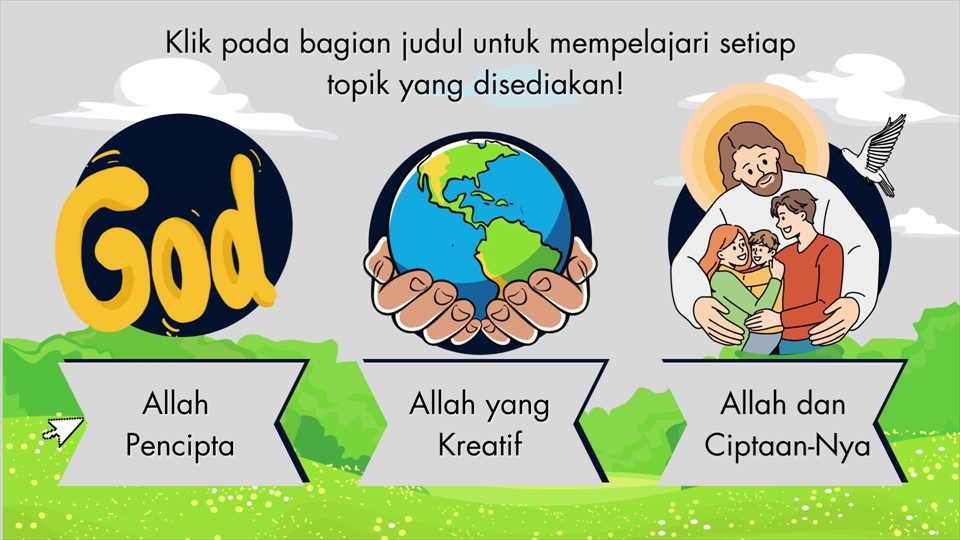 Klik pada bagian judul untuk mempelajari setiap
topik yang disediakan!
God
Allah
Pencipta
Allah yang
Kreatif
Allah dan
Ciptaan-Nya